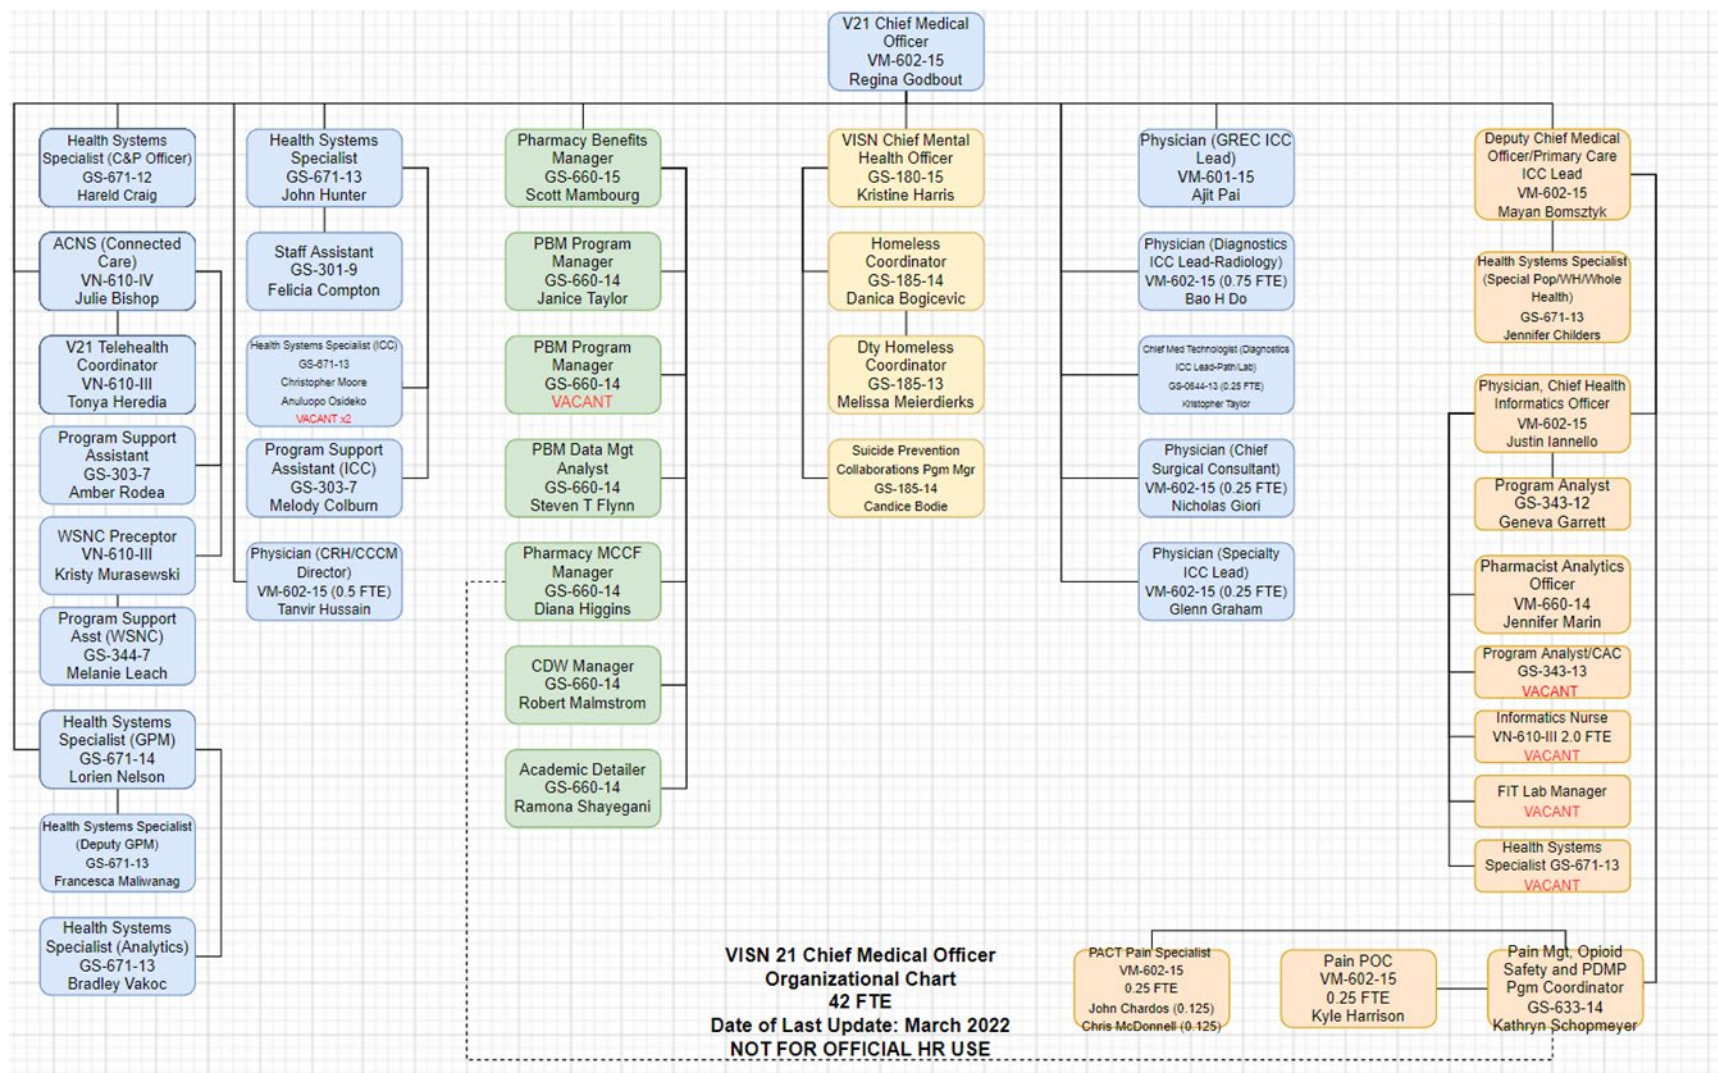 V21 Chief Medical
Officer
VM-602-15
Regina Godbout
Health Systems
Specialist (C&P Officer)
GS-671-12
Hareld Craig
ACNS (Connected
Care)
VN-610-IV
Julie Bishop
V21 Telehealth
Coordinator
VN-610-III
Tonya Heredia
Program Support
Assistant
GS-303-7
Amber Rodea
WSNC Preceptor
VN-610-III
Kristy Murasewski
Program Support
Asst (WSNC)
GS-344-7
Melanie Leach
Health Systems
Specialist (GPM)
GS-671-14
Lorien Nelson
Health Systems Specialist
(Deputy GPM)
GS-671-13
Francesca Maliwanag
Health Systems
Specialist (Analytics)
GS-671-13
Bradley Vakoc
Health Systems
Specialist
GS-671-13
John Hunter
Staff Assistant
GS-301-9
Felicia Compton
Health Systems Specialist (ICC)
GS-671-13
Christopher Moore
Anuluopo Osideko
VACANT x2
Program Support
Assistant (ICC)
GS-303-7
Melody Colburn
Physician (CRH/CCCM
Director)
VM-602-15 (0.5 FTE)
Tanvir Hussain
Pharmacy Benefits
Manager
GS-660-15
Scott Mambourg
PBM Program
Manager
GS-660-14
Janice Taylor
PBM Program
Manager
GS-660-14
VACANT
PBM Data Mgt
Analyst
GS-660-14
Steven T Flynn
Pharmacy MCCF
Manager
GS-660-14
Diana Higgins
CDW Manager
GS-660-14
Robert Malmstrom
Academic Detailer
GS-660-14
Ramona Shayegani
VISN Chief Mental
Health Officer
GS-180-15
Kristine Harris
Homeless
Coordinator
GS-185-14
Danica Bogicevic
Dty Homeless
Coordinator
GS-185-13
Melissa Meierdierks
Suicide Prevention
Collaborations Pgm Mgr
GS-185-14
Candice Bodie
Physician (GREC ICC
Lead)
VM-601-15
Ajit Pai
Physician (Diagnostics
ICC Lead-Radiology)
VM-602-15 (0.75 FTE)
Bao H Do
Chief Med Technologist (Diagnostics
ICC Lead-Path/Lab)
GS-0644-13 (0.25 FTE)
Kristopher Taylor
Physician (Chief
Surgical Consultant)
VM-602-15 (0.25 FTE)
Nicholas Giori
Physician (Specialty
ICC Lead)
VM-602-15 (0.25 FTE)
Glenn Graham
Deputy Chief Medical
Officer/Primary Care
ICC Lead
VM-602-15
Mayan Bomsztyk
Health Systems Specialist
(Special Pop/WH/Whole
Health)
GS-671-13
Jennifer Childers
Physician, Chief Health
Informatics Officer
VM-602-15
Justin Iannello
Program Analyst
GS-343-12
Geneva Garrett
Pharmacist Analytics
Officer
VM-660-14
Jennifer Marin
Program Analyst/CAC
GS-343-13
VACANT
Informatics Nurse
VN-610-III 2.0 FTE
VACANT
FIT Lab Manager
VACANT
Health Systems
Specialist GS-671-13
VACANT
PACT Pain Specialist
VM-602-15
0.25 FTE
John Chardos (0.125)
Chris McDonnell (0.125)
Pain POC
VM-602-15
0.25 FTE
Kyle Harrison
Pain Mgt, Opioid
Safety and PDMP
Pgm Coordinator
GS-633-14
Kathryn Schopmeyer
VISN 21 Chief Medical Officer
Organizational Chart
42 FTE
Date of Last Update: March 2022
NOT FOR OFFICIAL HR USE